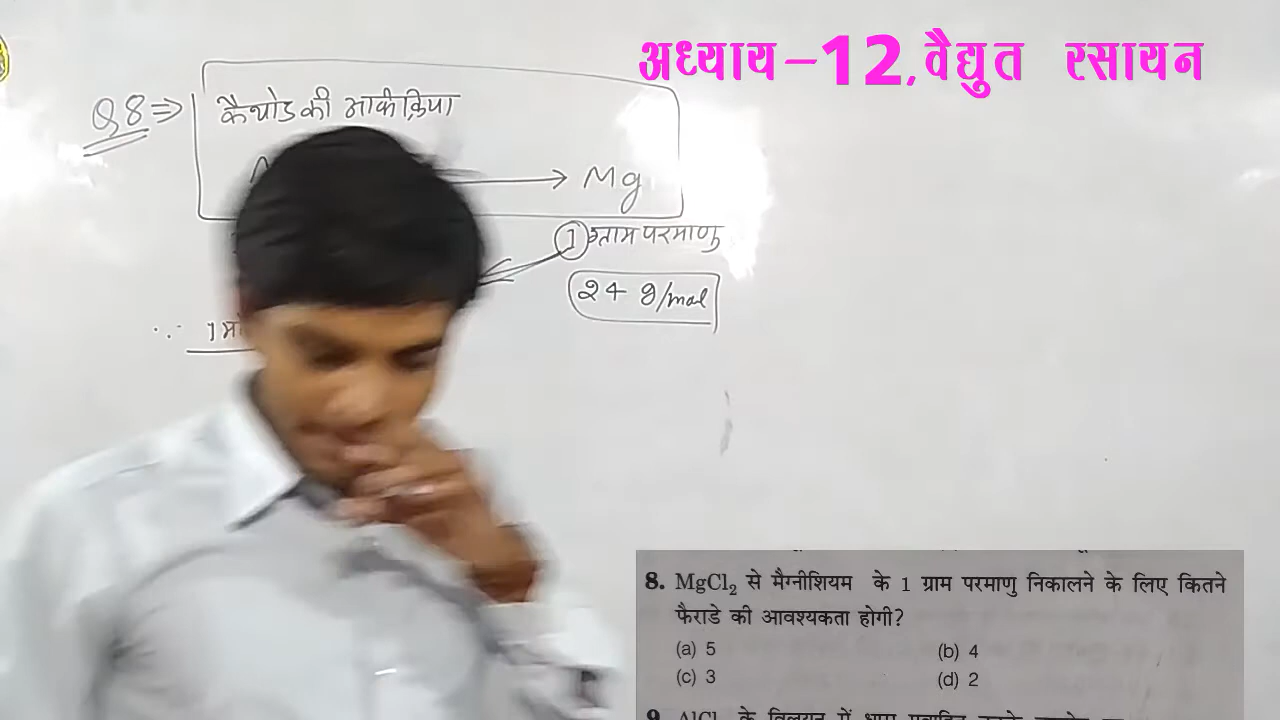 अध्याय-12, वैद्युत रसायन
Q8 ⇒ कैथोड की अभिक्रिया
→ Mg
1 ग्राम परमाणु
24 g/mol
∵ 1
8. MgCl₂ से मैग्नीशियम के 1 ग्राम परमाणु निकालने के लिए कितने
फैराडे की आवश्यकता होगी?
(a) 5 (b) 4
(c) 3 (d) 2